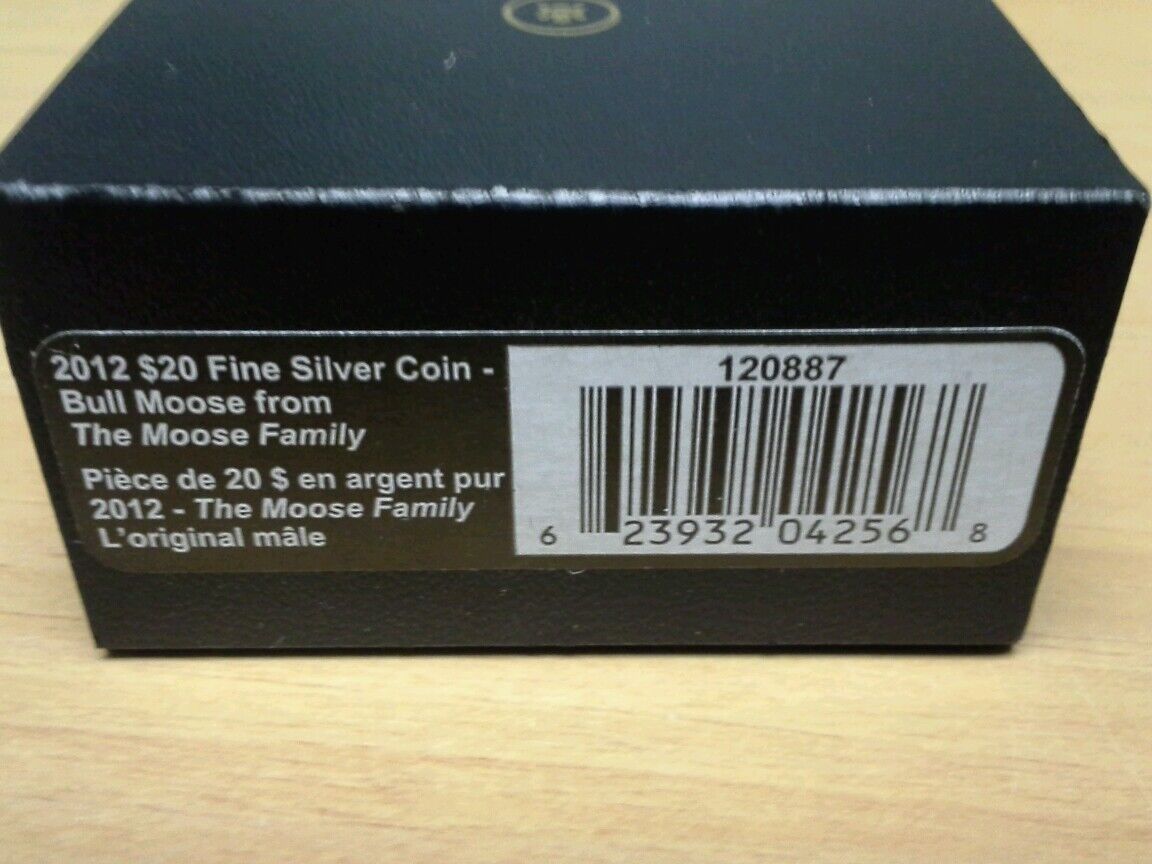 2012 $20 Fine Silver Coin -
Bull Moose from
The Moose Family
Pièce de 20 $ en argent pur
2012 - The Moose Family
L'original mâle
120887
6 23932 04256 8